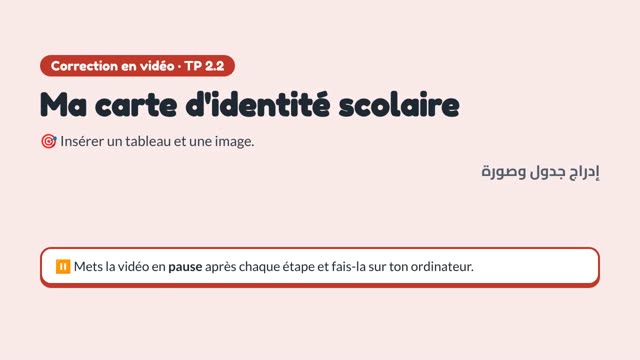 Correction en vidéo · TP 2.2
Ma carte d'identité scolaire
🎯 Insérer un tableau et une image.
إدراج جدول وصورة
⏸️ Mets la vidéo en pause après chaque étape et fais-la sur ton ordinateur.